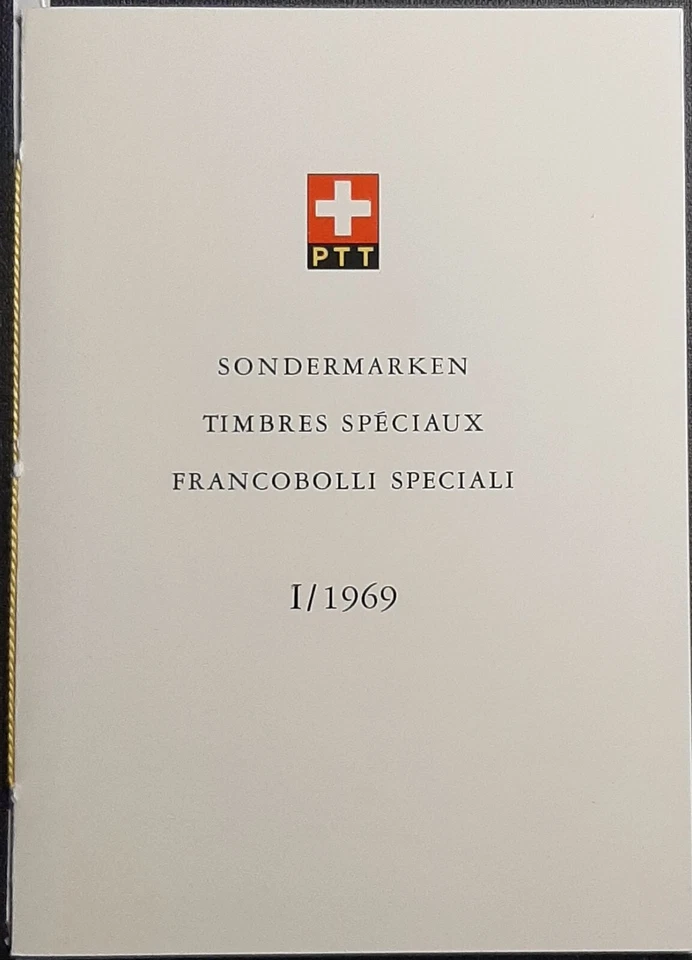 PTT
SONDERMARKEN
TIMBRES SPÉCIAUX
FRANCOBOLLI SPECIALI
I/1969